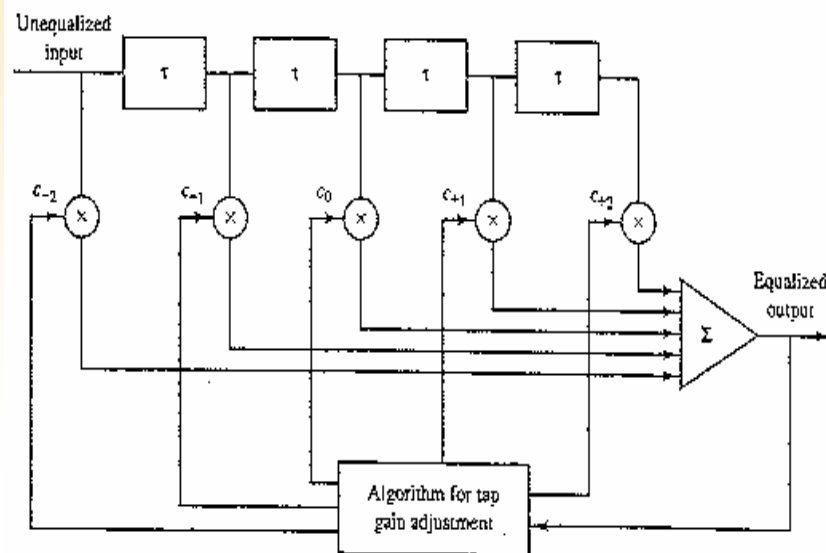 Unequalized
input
τ τ τ τ
c₋₂ c₋₁ c₀ c₊₁ c₊₂
× × × × ×
Equalized
output
Σ
Algorithm for tap
gain adjustment